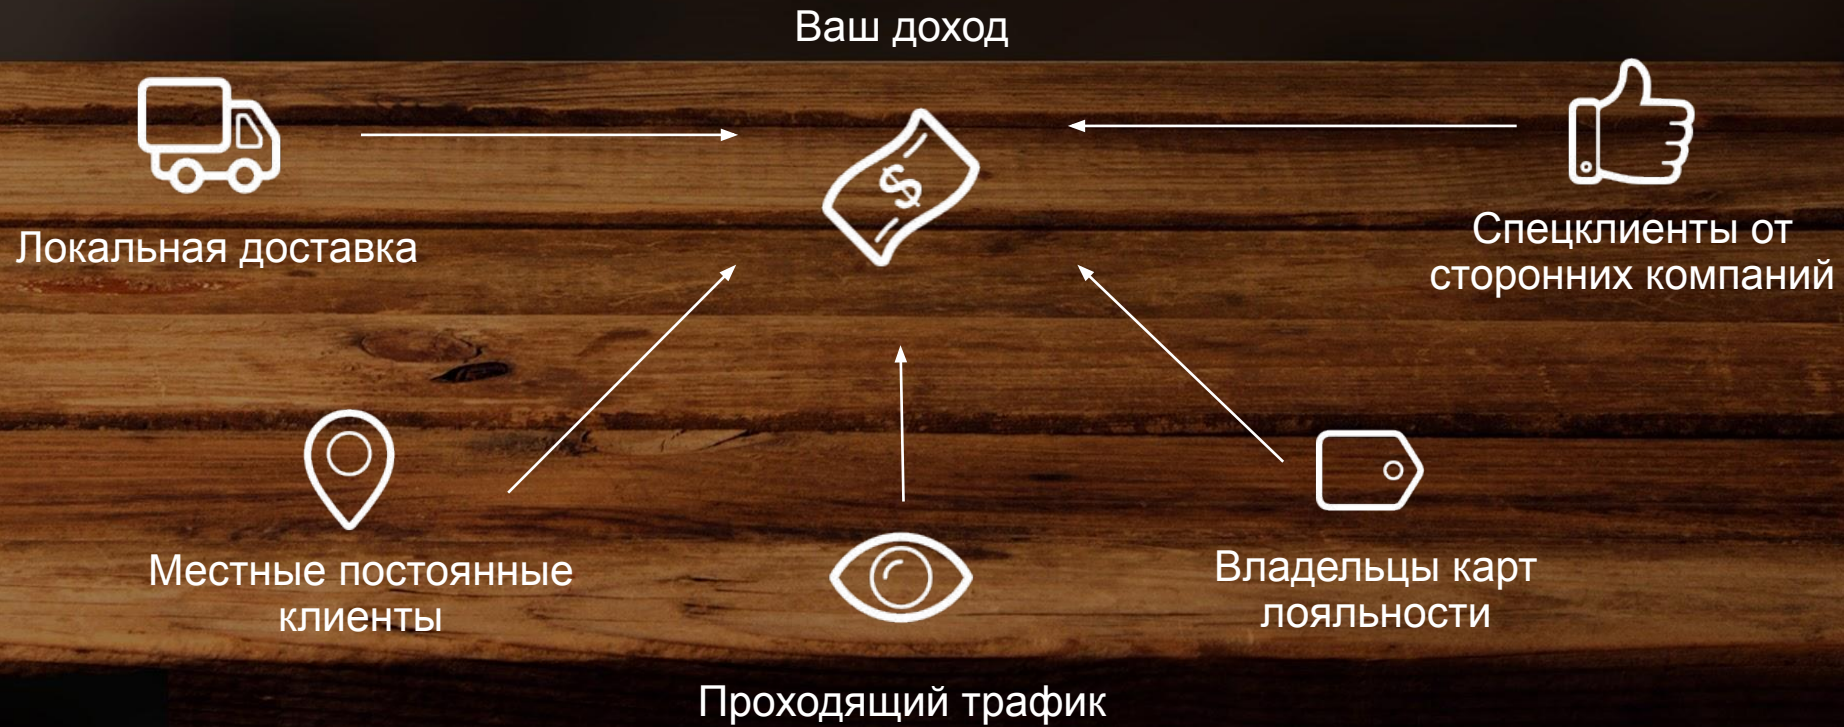 Ваш доход
Локальная доставка
Спецклиенты от
сторонних компаний
Местные постоянные
клиенты
Владельцы карт
лояльности
Проходящий трафик